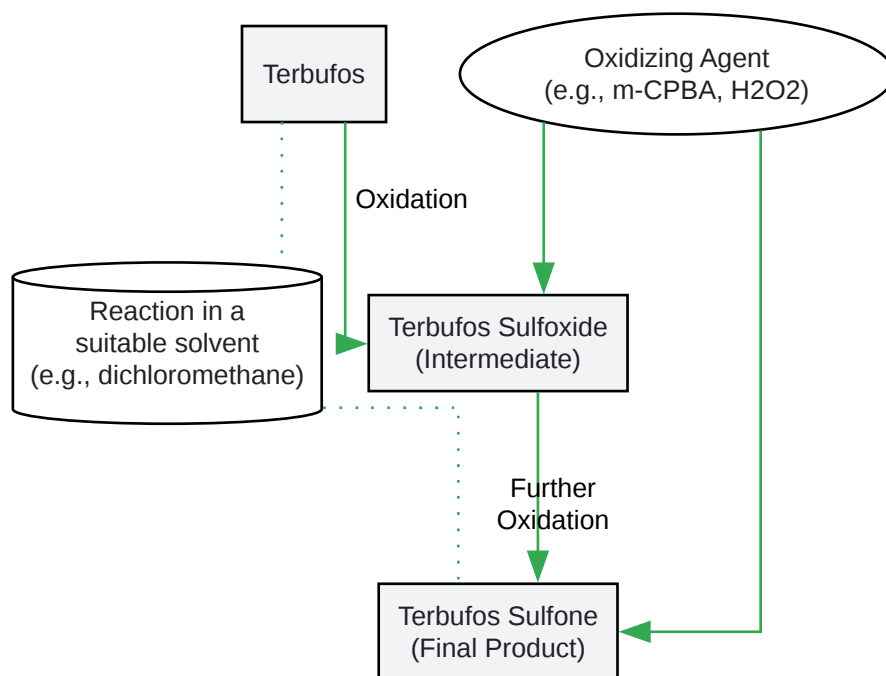 Terbufos
Oxidizing Agent
(e.g., m-CPBA, H2O2)
Oxidation
Reaction in a
suitable solvent
(e.g., dichloromethane)
Terbufos Sulfoxide
(Intermediate)
Further
Oxidation
Terbufos Sulfone
(Final Product)